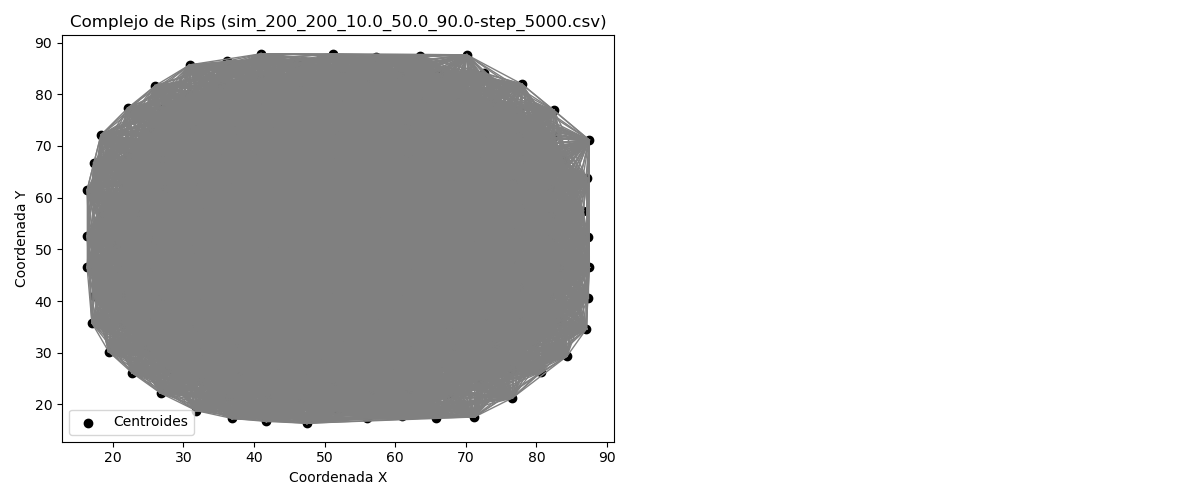 Complejo de Rips (sim_200_200_10.0_50.0_90.0-step_5000.csv)
90
80
70
60
50
40
30
20
Coordenada Y
Centroides
20 30 40 50 60 70 80 90
Coordenada X